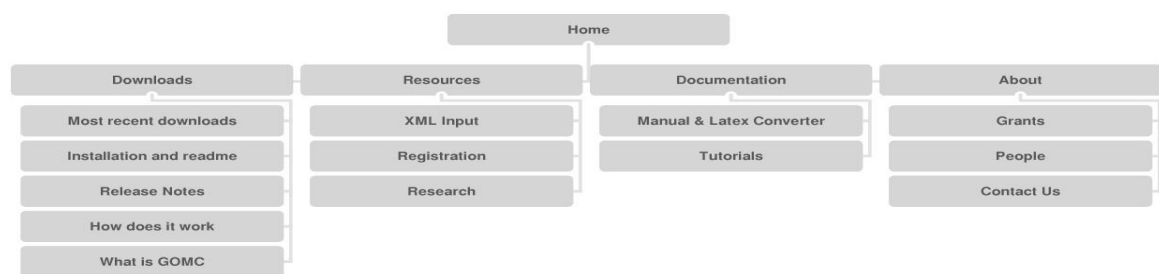 Home
Downloads
Resources
Documentation
About
Most recent downloads
XML Input
Manual & Latex Converter
Grants
Installation and readme
Registration
Tutorials
People
Release Notes
Research
Contact Us
How does it work
What is GOMC